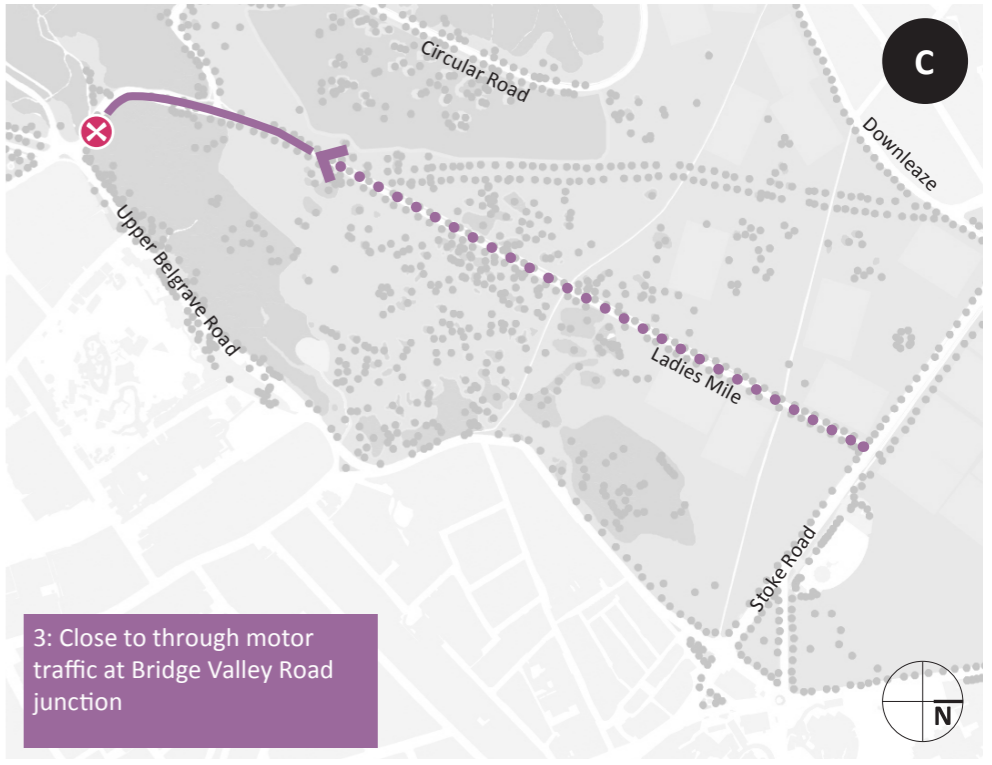 C
Circular Road
Downleaze
Upper Belgrave Road
Ladies Mile
Stoke Road
3: Close to through motor
traffic at Bridge Valley Road
junction
N